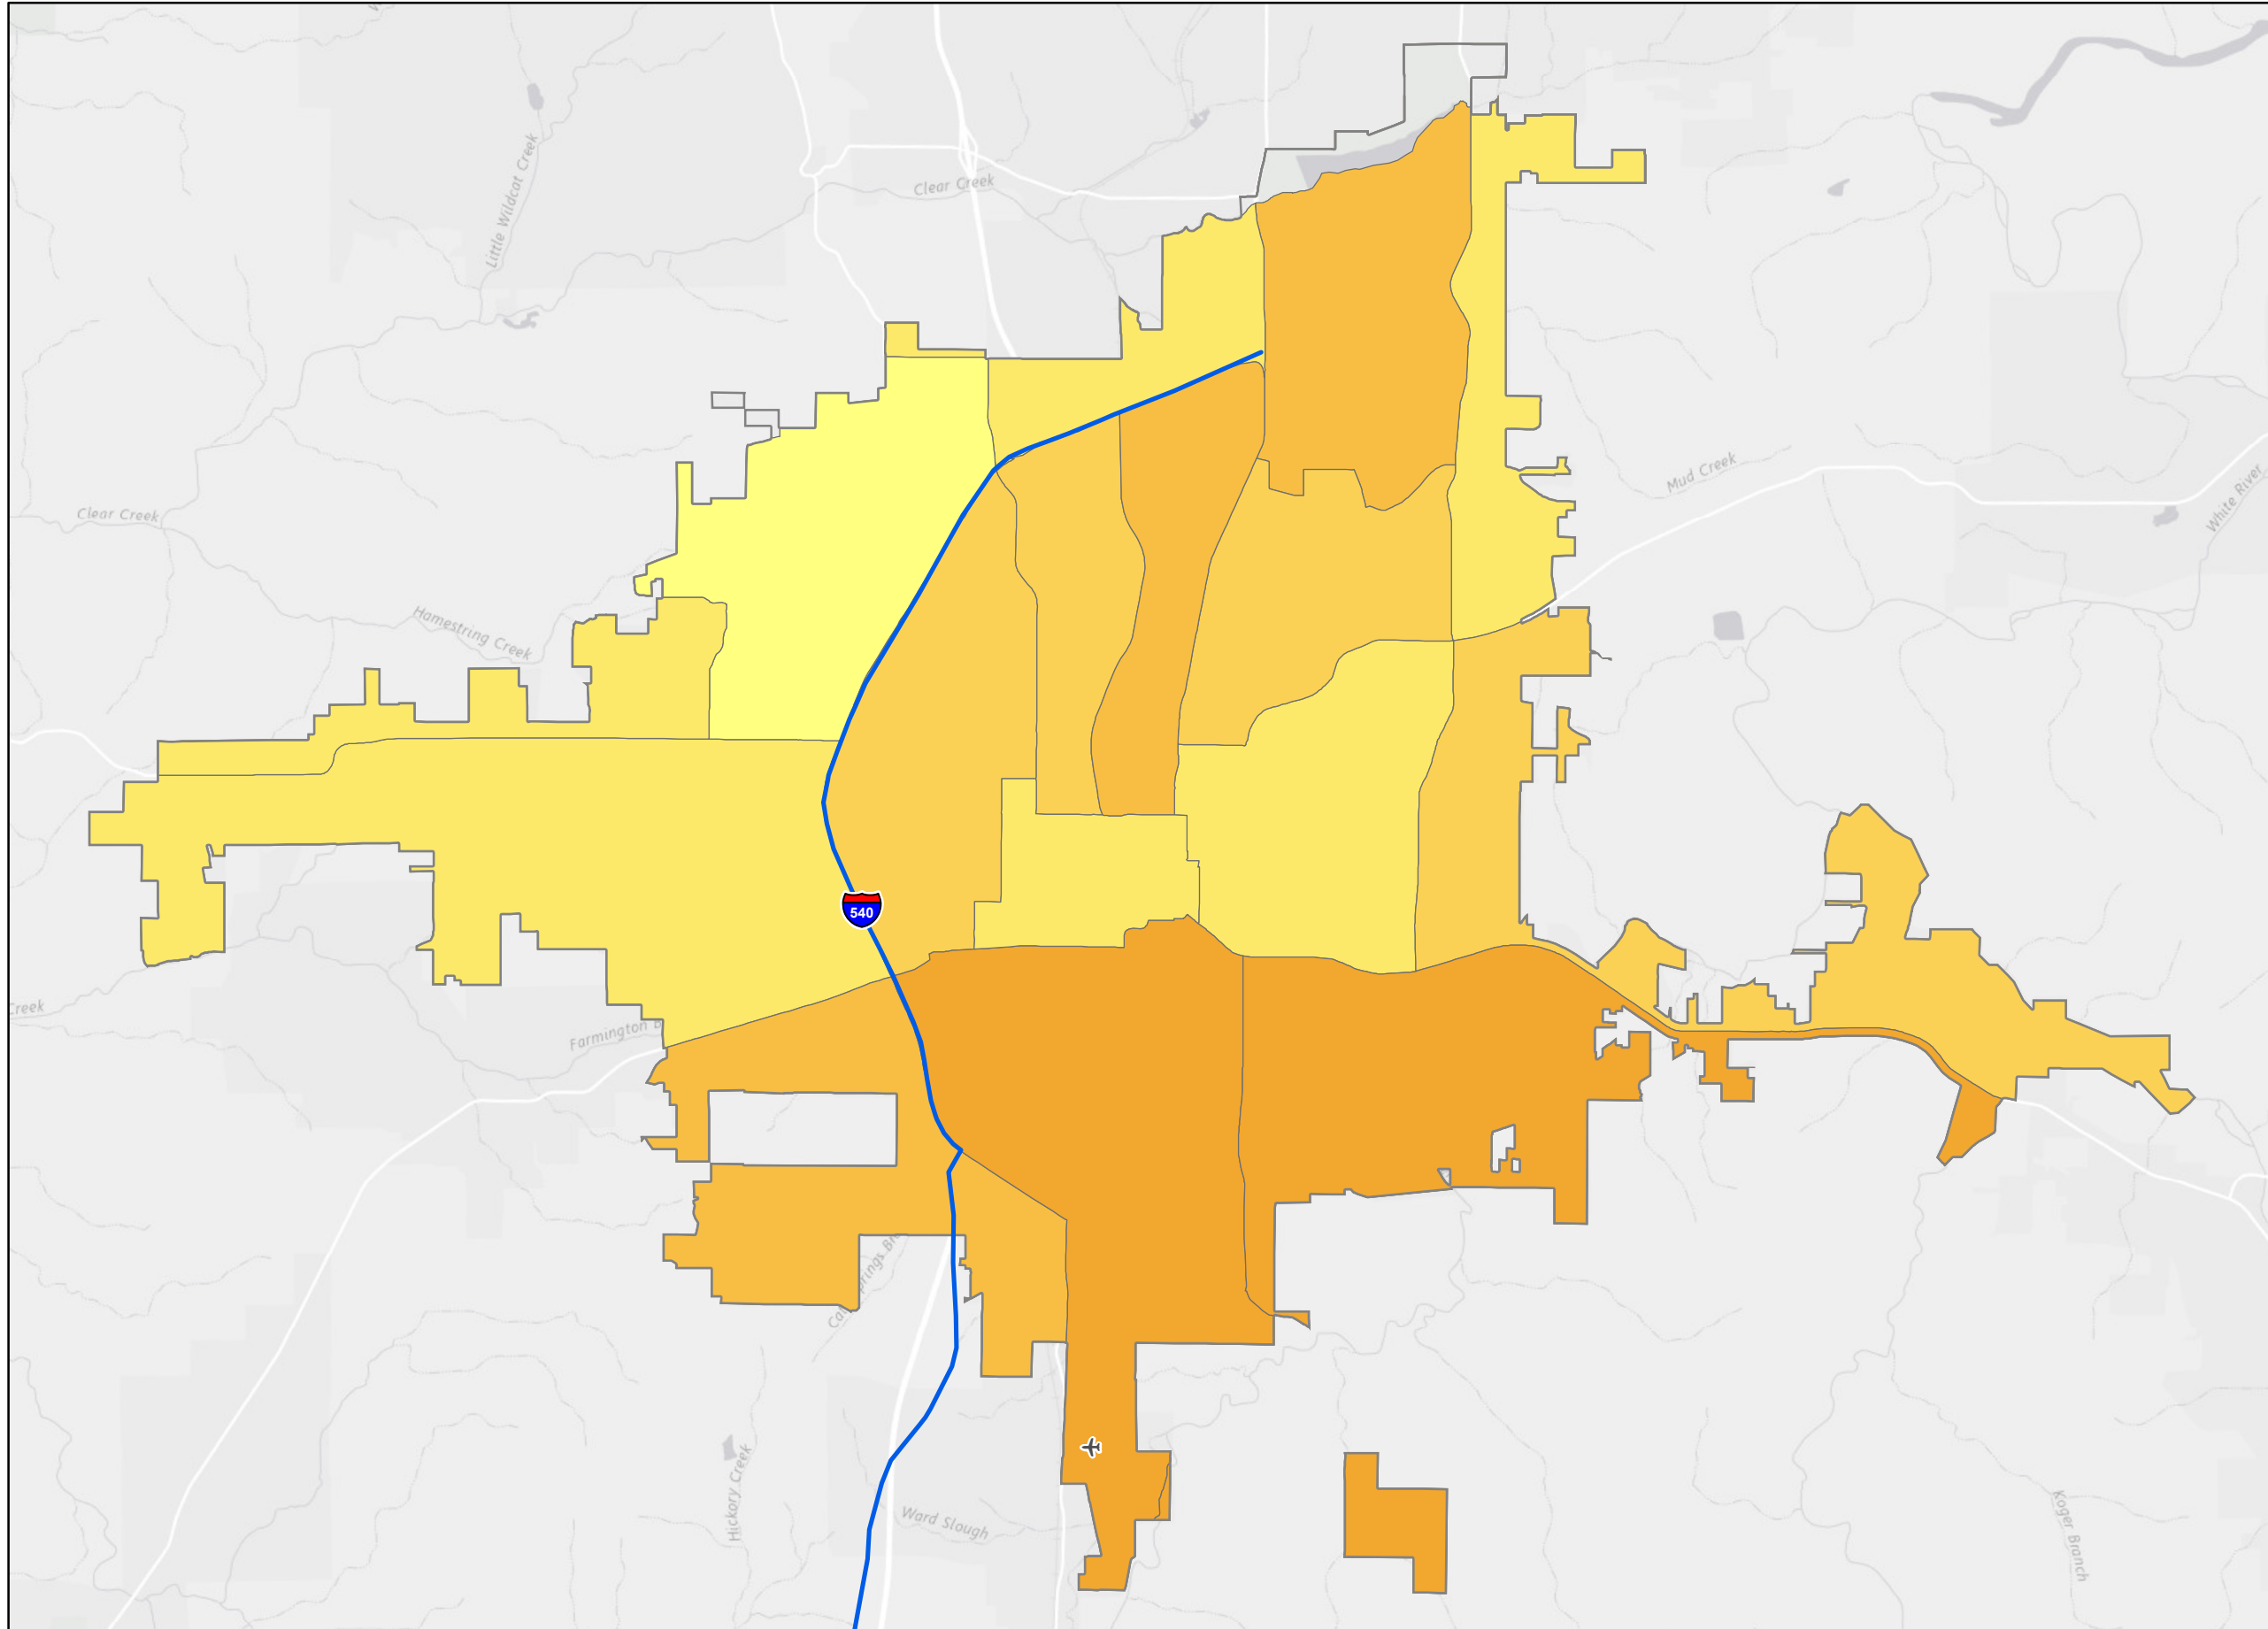 Little Wildcat Creek
Clear Creek
Mud Creek
White River
Clear Creek
Hamestring Creek
540
Creek
Farmington B
Hickory Creek
Ward Slough
Koger Branch